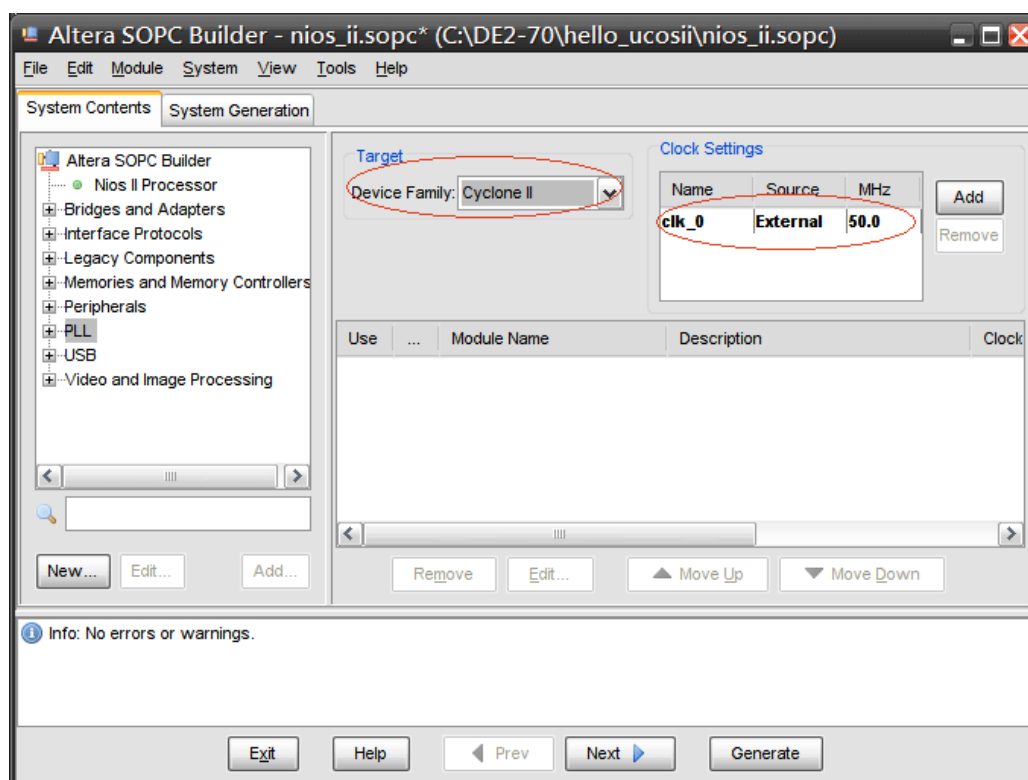 Altera SOPC Builder - nios_ii.sopc* (C:\DE2-70\hello_ucosii\nios_ii.sopc)
File Edit Module System View Tools Help
System Contents System Generation
Altera SOPC Builder
Nios II Processor
Bridges and Adapters
Interface Protocols
Legacy Components
Memories and Memory Controllers
Peripherals
PLL
USB
Video and Image Processing
New... Edit... Add...
Target
Device Family: Cyclone II
Clock Settings
Name Source MHz
clk_0 External 50.0
Add
Remove
Use ... Module Name Description Clock
Remove Edit... Move Up Move Down
Info: No errors or warnings.
Exit Help Prev Next Generate